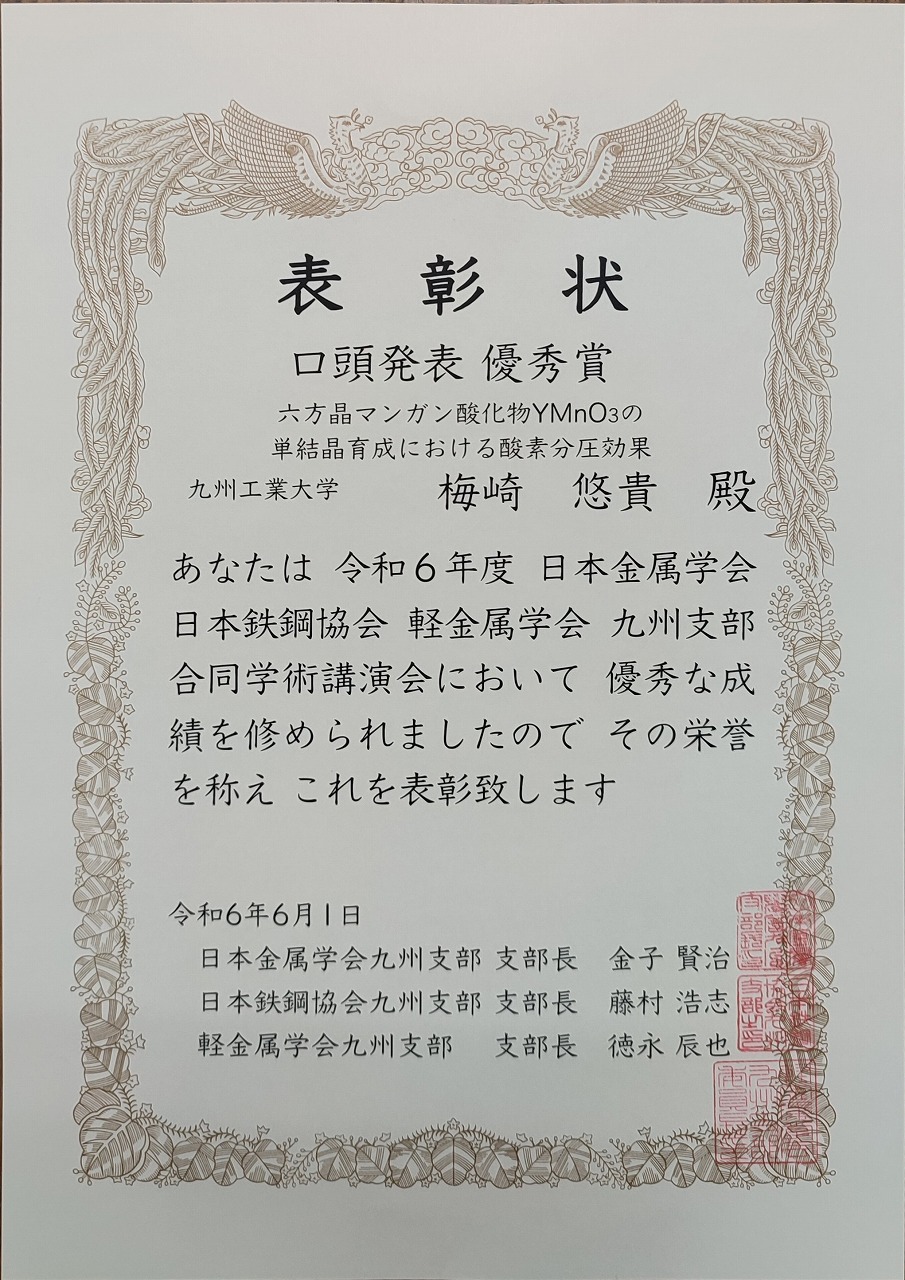 表彰状
口頭発表 優秀賞
六方晶マンガン酸化物YMnO3の
単結晶育成における酸素分圧効果
九州工業大学 梅崎 悠貴 殿
あなたは 令和6年度 日本金属学会
日本鉄鋼協会 軽金属学会 九州支部
合同学術講演会において 優秀な成
績を修められましたので その栄誉
を称え これを表彰致します
令和6年6月1日
日本金属学会九州支部 支部長 金子 賢治
日本鉄鋼協会九州支部 支部長 藤村 浩志
軽金属学会九州支部 支部長 徳永 辰也